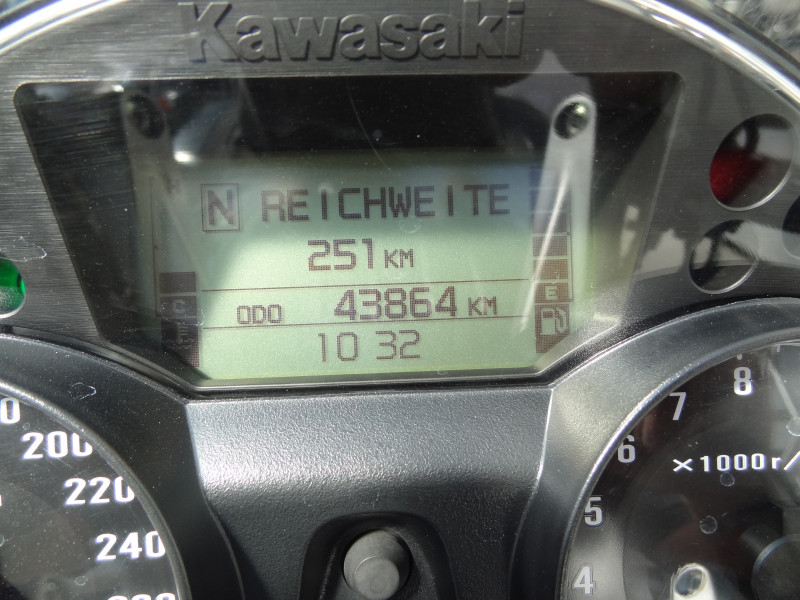 Kawasaki
N REICHWEITE
251 KM
E
C
ODO 43864 KM
10 32
200
220
240
8
7
6
5
4
×1000r/